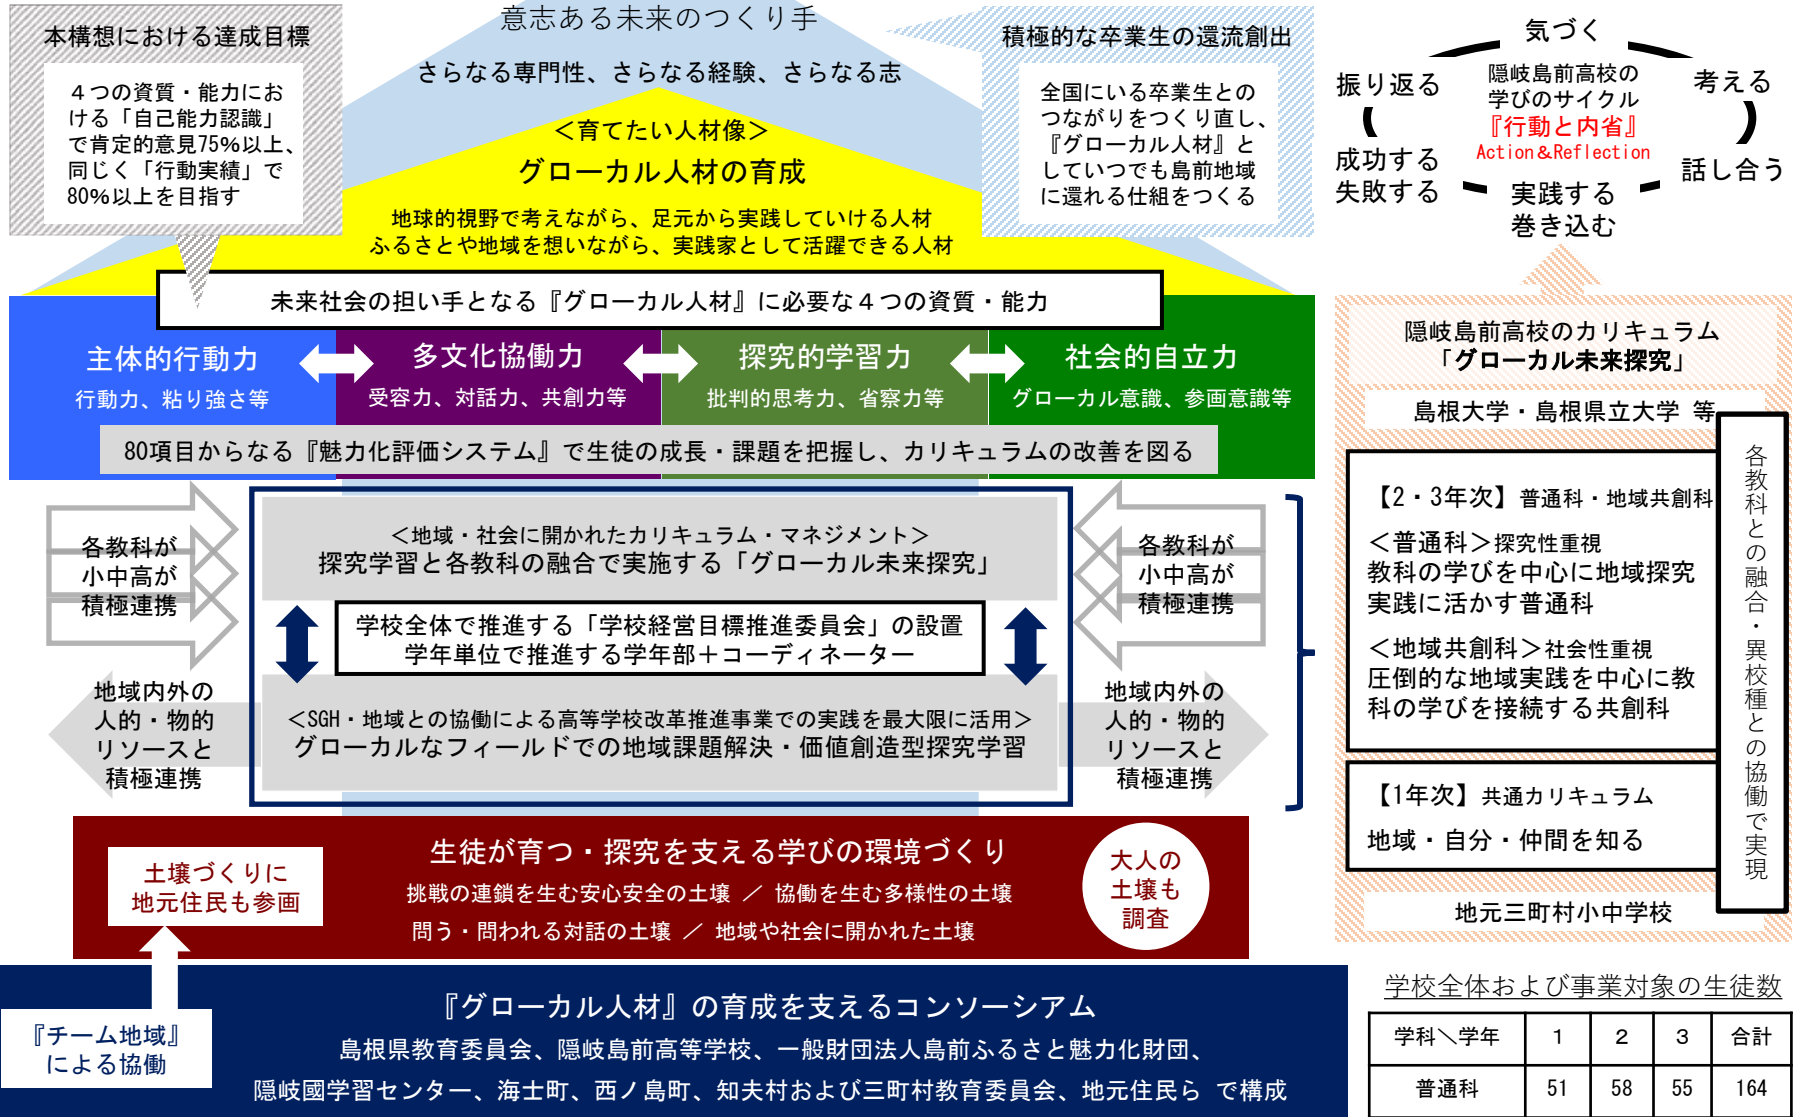 意志ある未来のつくり手
さらなる専門性、さらなる経験、さらなる志
本構想における達成目標
４つの資質・能力にお
ける「自己能力認識」
で肯定的意見75％以上、
同じく「行動実績」で
80％以上を目指す
＜育てたい人材像＞
グローカル人材の育成
地球的視野で考えながら、足元から実践していける人材
ふるさとや地域を想いながら、実践家として活躍できる人材
積極的な卒業生の還流創出
全国にいる卒業生との
つながりをつくり直し、
『グローカル人材』と
していつでも島前地域
に還れる仕組をつくる
未来社会の担い手となる『グローカル人材』に必要な４つの資質・能力
主体的行動力
行動力、粘り強さ等
多文化協働力
受容力、対話力、共創力等
探究的学習力
批判的思考力、省察力等
社会的自立力
グローカル意識、参画意識等
80項目からなる『魅力化評価システム』で生徒の成長・課題を把握し、カリキュラムの改善を図る
各教科が
小中高が
積極連携
＜地域・社会に開かれたカリキュラム・マネジメント＞
探究学習と各教科の融合で実施する「グローカル未来探究」
学校全体で推進する「学校経営目標推進委員会」の設置
学年単位で推進する学年部＋コーディネーター
＜SGH・地域との協働による高等学校改革推進事業での実践を最大限に活用＞
グローカルなフィールドでの地域課題解決・価値創造型探究学習
各教科が
小中高が
積極連携
地域内外の
人的・物的
リソースと
積極連携
地域内外の
人的・物的
リソースと
積極連携
生徒が育つ・探究を支える学びの環境づくり
挑戦の連鎖を生む安心安全の土壌 ／ 協働を生む多様性の土壌
問う・問われる対話の土壌 ／ 地域や社会に開かれた土壌
土壌づくりに
地元住民も参画
大人の
土壌も
調査
『チーム地域』
による協働
『グローカル人材』の育成を支えるコンソーシアム
島根県教育委員会、隠岐島前高等学校、一般財団法人島前ふるさと魅力化財団、
隠岐國学習センター、海士町、西ノ島町、知夫村および三町村教育委員会、地元住民ら で構成
気づく
考える
話し合う
実践する
巻き込む
成功する
失敗する
振り返る
隠岐島前高校の
学びのサイクル
『行動と内省』
Action＆Reflection
隠岐島前高校のカリキュラム
「グローカル未来探究」
島根大学・島根県立大学 等
【2・3年次】普通科・地域共創科
＜普通科＞探究性重視
教科の学びを中心に地域探究
実践に活かす普通科
＜地域共創科＞社会性重視
圧倒的な地域実践を中心に教
科の学びを接続する共創科
【1年次】共通カリキュラム
地域・自分・仲間を知る
地元三町村小中学校
各教科との融合・異校種との協働で実現
学校全体および事業対象の生徒数
学科＼学年 1 2 3 合計
普通科 51 58 55 164